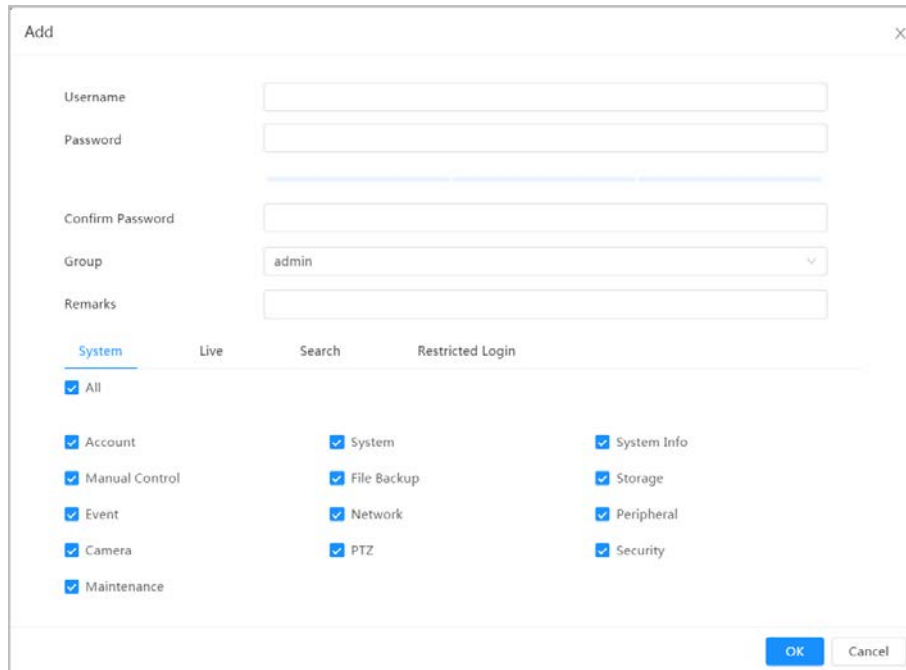 Add
Username
Password
Confirm Password
Group admin
Remarks
System Live Search Restricted Login
All
Account System System Info
Manual Control File Backup Storage
Event Network Peripheral
Camera PTZ Security
Maintenance
OK Cancel